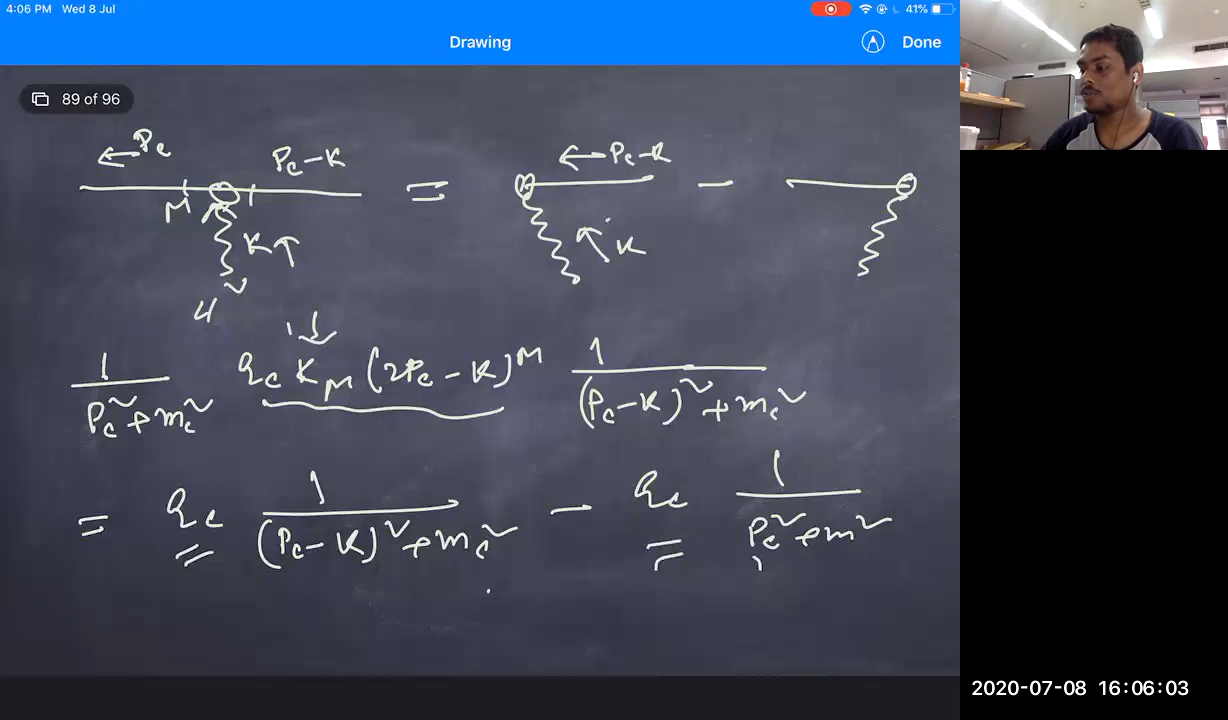 4:06 PM Wed 8 Jul 41%
Drawing Done
89 of 96
← Pc Pc - K = ← Pc - K -
M K ↑ K
1/(Pc² + mc²) qc K_M (2Pc - K)^M 1/((Pc - K)² + mc²)
= qc 1/((Pc - K)² + mc²) - qc 1/(Pc² + m²)
2020-07-08 16:06:03